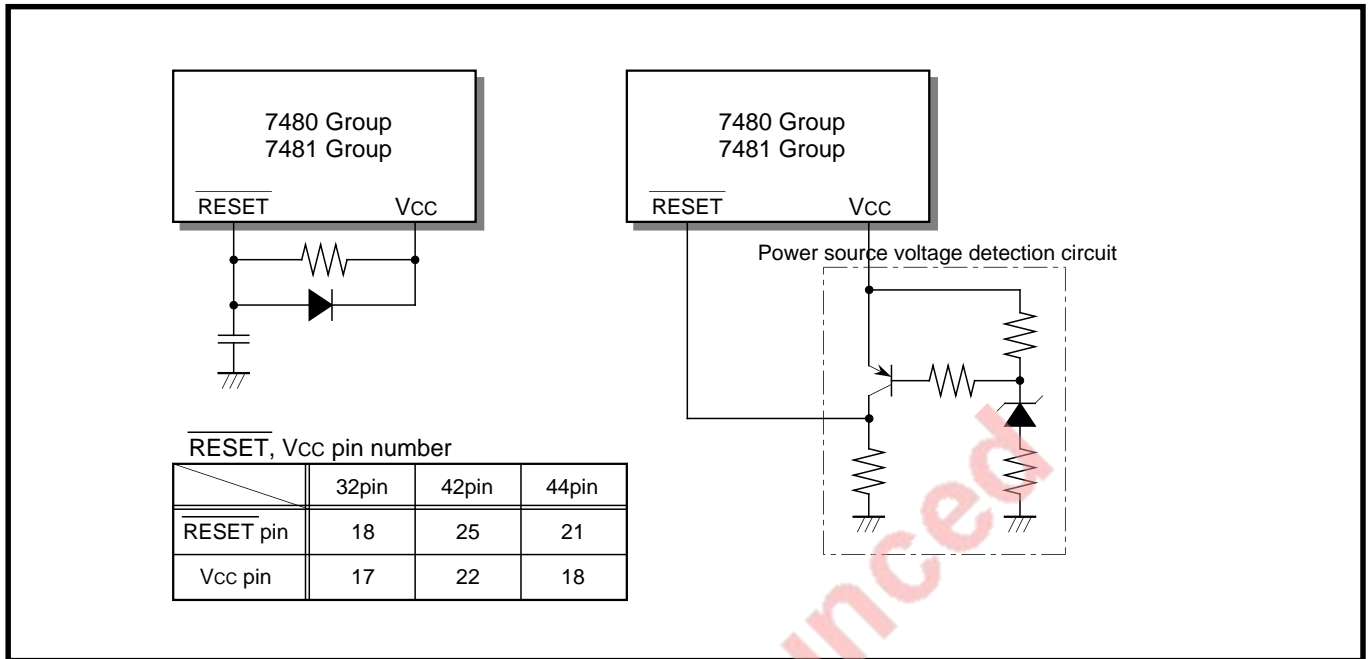 7480 Group
7481 Group
RESET VCC
7480 Group
7481 Group
RESET VCC
Power source voltage detection circuit
RESET, VCC pin number
32pin 42pin 44pin
RESET pin 18 25 21
VCC pin 17 22 18
unced